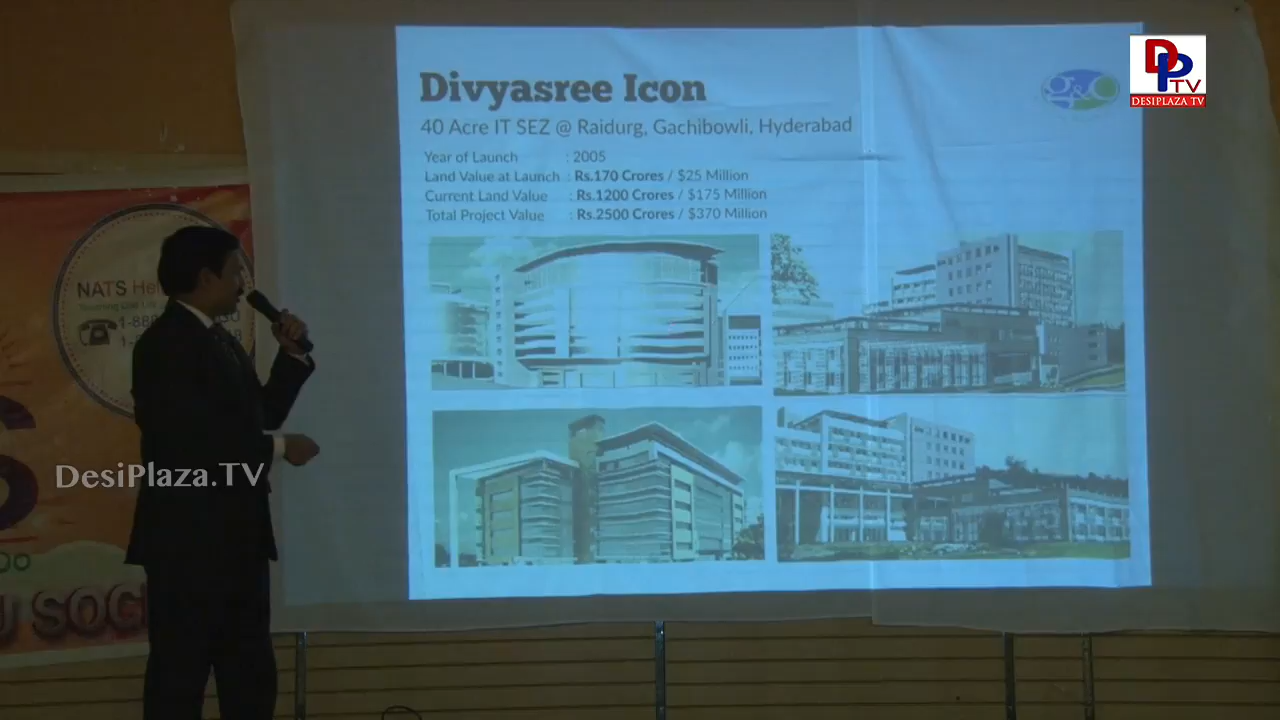 Divyasree Icon
40 Acre IT SEZ @ Raidurg, Gachibowli, Hyderabad
Year of Launch : 2005
Land Value at Launch : Rs.170 Crores / $25 Million
Current Land Value : Rs.1200 Crores / $175 Million
Total Project Value : Rs.2500 Crores / $370 Million
g&c
DP
TV
DESIPLAZA TV
NATS
DesiPlaza.TV